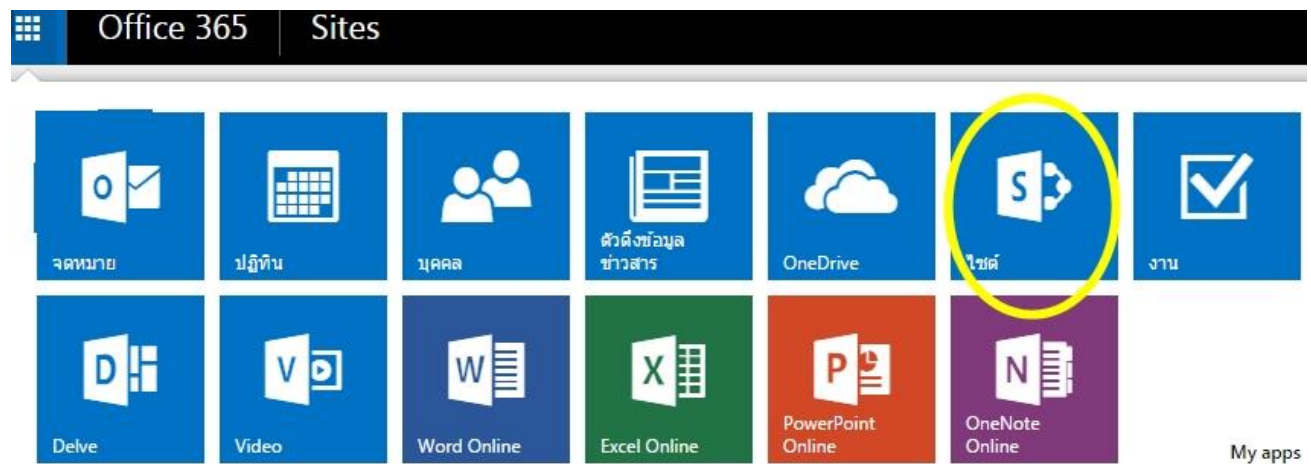 Office 365 Sites
จดหมาย
ปฏิทิน
บุคคล
ตัวดึงข้อมูล
ข่าวสาร
OneDrive
ไซต์
งาน
Delve
Video
Word Online
Excel Online
PowerPoint
Online
OneNote
Online
My apps